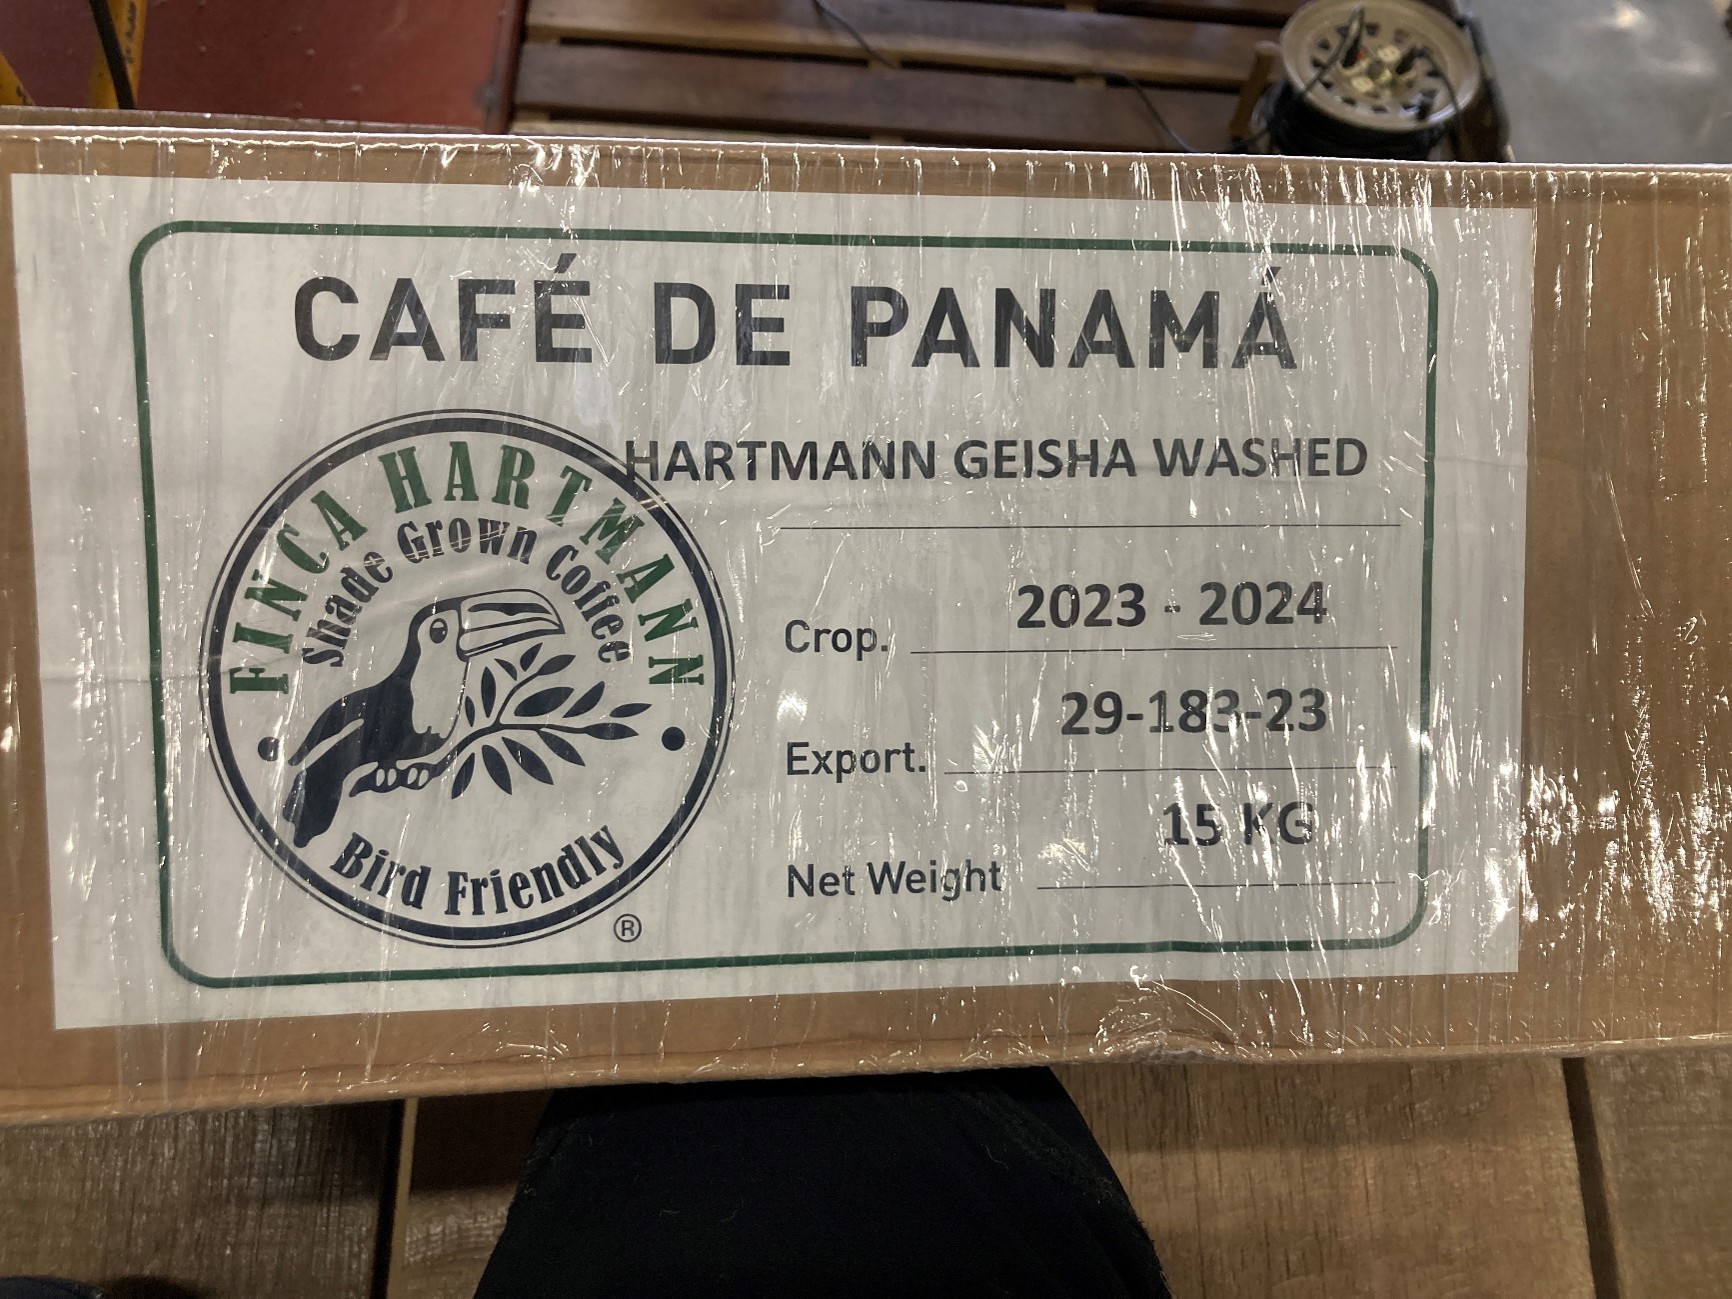 CAFÉ DE PANAMÁ
HARTMANN GEISHA WASHED
FINCA HARTMANN
Shade Grown Coffee
Bird Friendly
®
Crop. 2023 - 2024
Export. 29-183-23
Net Weight 15 KG